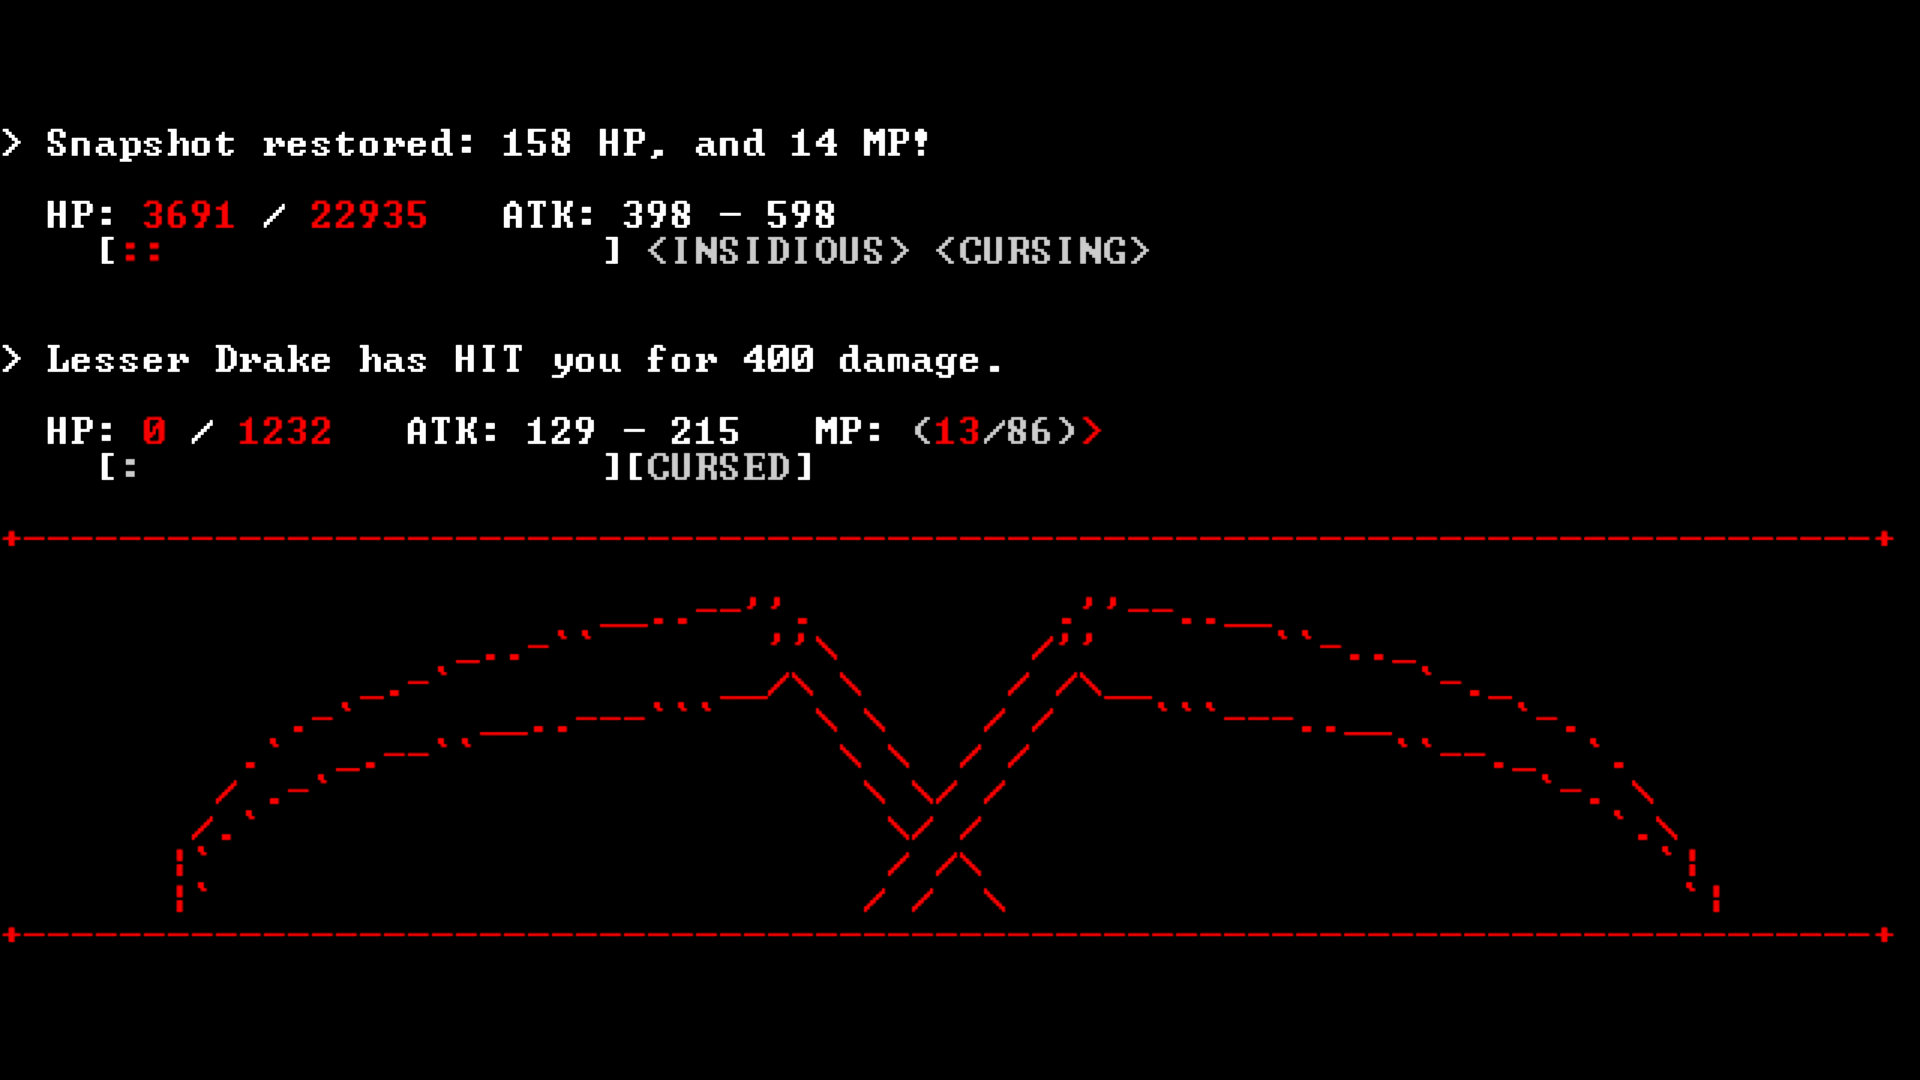 > Snapshot restored: 158 HP, and 14 MP!
HP: 3691 / 22935 ATK: 398 - 598
[:: ] <INSIDIOUS> <CURSING>
> Lesser Drake has HIT you for 400 damage.
HP: 0 / 1232 ATK: 129 - 215 MP: (13/86)>
[: ][CURSED]